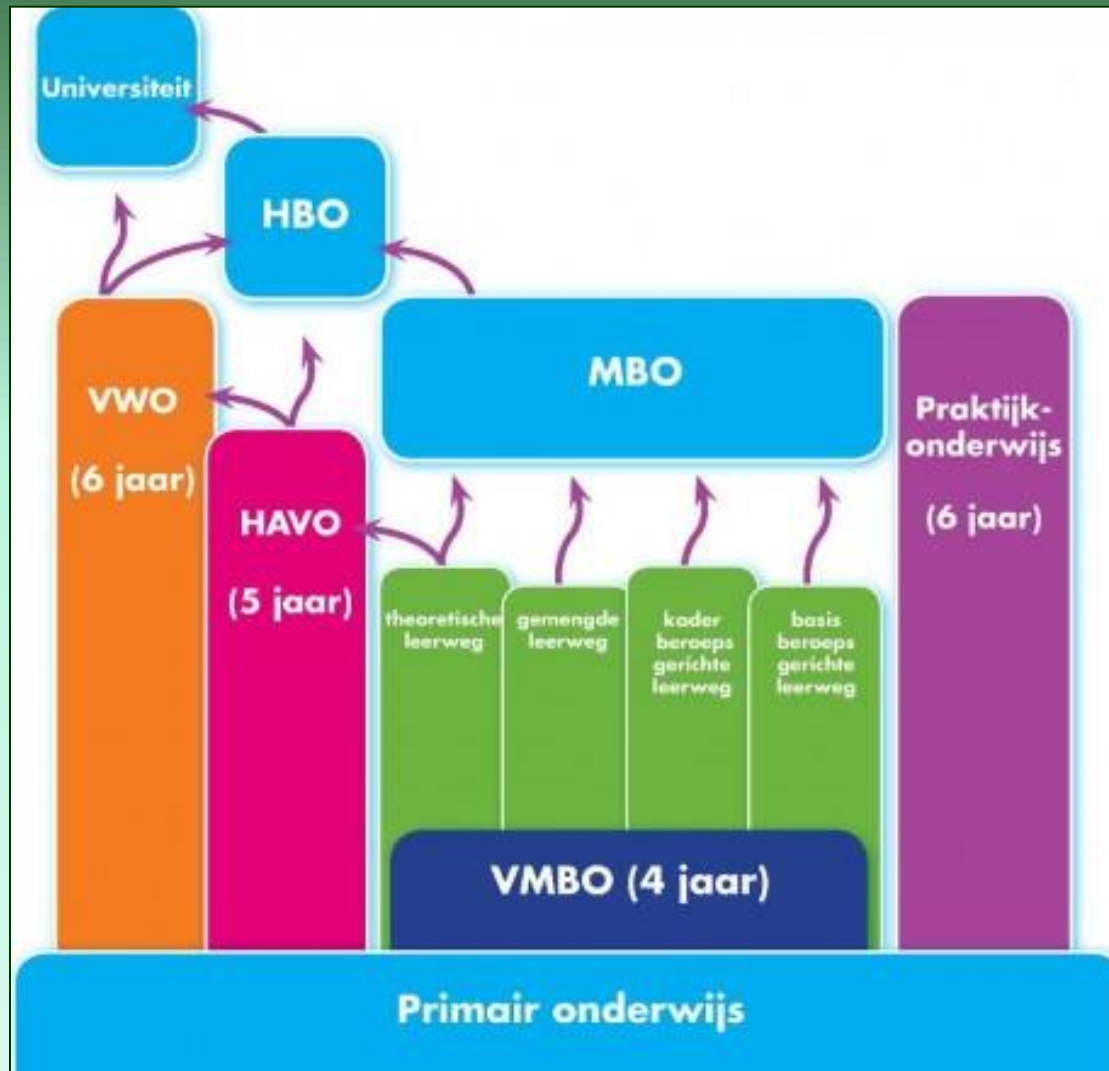 Universiteit
HBO
MBO
VWO
(6 jaar)
Praktijk-
onderwijs
(6 jaar)
HAVO
(5 jaar)
theoretische
leerweg
gemengde
leerweg
kader
beroeps
gerichte
leerweg
basis
beroeps
gerichte
leerweg
VMBO (4 jaar)
Primair onderwijs